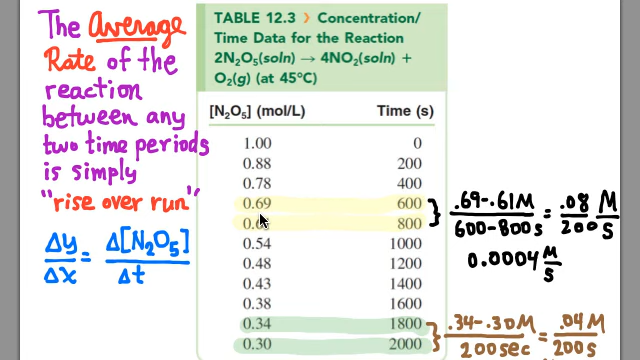 The Average
Rate of the
reaction
between any
two time periods
is simply
"rise over run"
Δy/Δx = Δ[N₂O₅]/Δt
TABLE 12.3 > Concentration/
Time Data for the Reaction
2N₂O₅(soln) → 4NO₂(soln) +
O₂(g) (at 45°C)
[N₂O₅] (mol/L) Time (s)
1.00 0
0.88 200
0.78 400
0.69 600
800
0.54 1000
0.48 1200
0.43 1400
0.38 1600
0.34 1800
0.30 2000
.69-.61M/600-800s = .08/200 M/s
0.0004 M/s
.34-.30M/200sec = .04M/200s